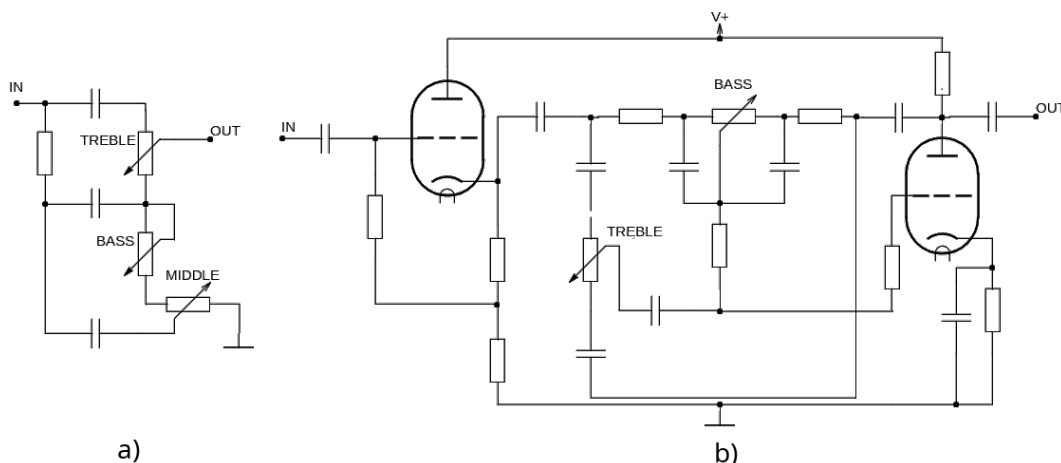 IN
TREBLE
OUT
BASS
MIDDLE
a)
V+
IN
BASS
OUT
TREBLE
b)